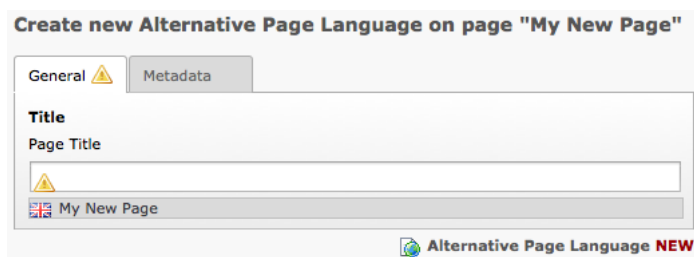 Create new Alternative Page Language on page "My New Page"
General Metadata
Title
Page Title
My New Page
Alternative Page Language NEW